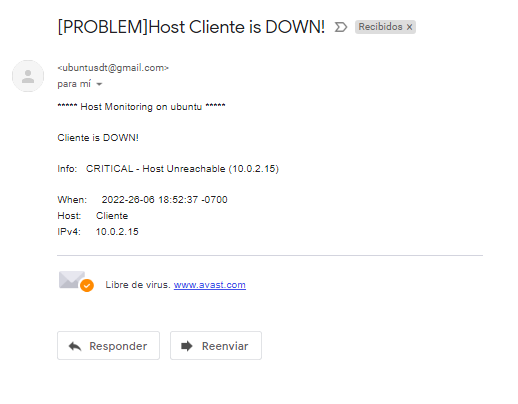 [PROBLEM]Host Cliente is DOWN! Recibidos ×
<ubuntusdt@gmail.com>
para mí
***** Host Monitoring on ubuntu *****
Cliente is DOWN!
Info: CRITICAL - Host Unreachable (10.0.2.15)
When: 2022-26-06 18:52:37 -0700
Host: Cliente
IPv4: 10.0.2.15
Libre de virus. www.avast.com
Responder Reenviar